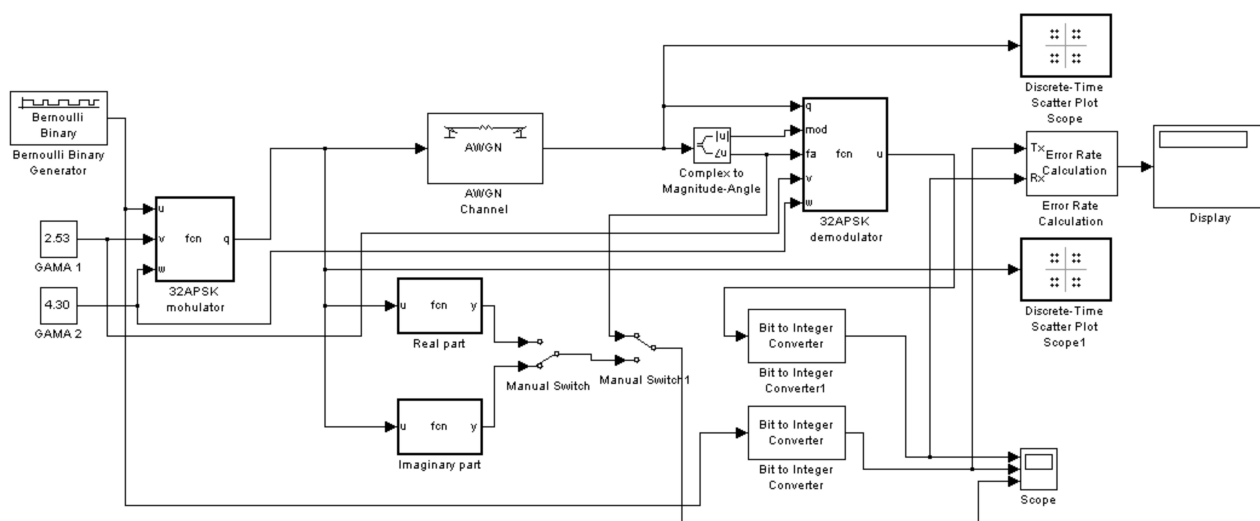 Bernoulli
Binary
Bernoulli Binary
Generator
2.53
GAMA 1
4.30
GAMA 2
u
v
w
fcn
q
32APSK
mohulator
AWGN
AWGN
Channel
|u|
∠u
Complex to
Magnitude-Angle
q
mod
fa
v
w
fcn
u
32APSK
demodulator
Discrete-Time
Scatter Plot
Scope
Tx
Rx
Error Rate
Calculation
Error Rate
Calculation
Display
Discrete-Time
Scatter Plot
Scope1
u
fcn
y
Real part
u
fcn
y
Imaginary part
Manual Switch
Manual Switch1
Bit to Integer
Converter
Bit to Integer
Converter1
Bit to Integer
Converter
Bit to Integer
Converter
Scope